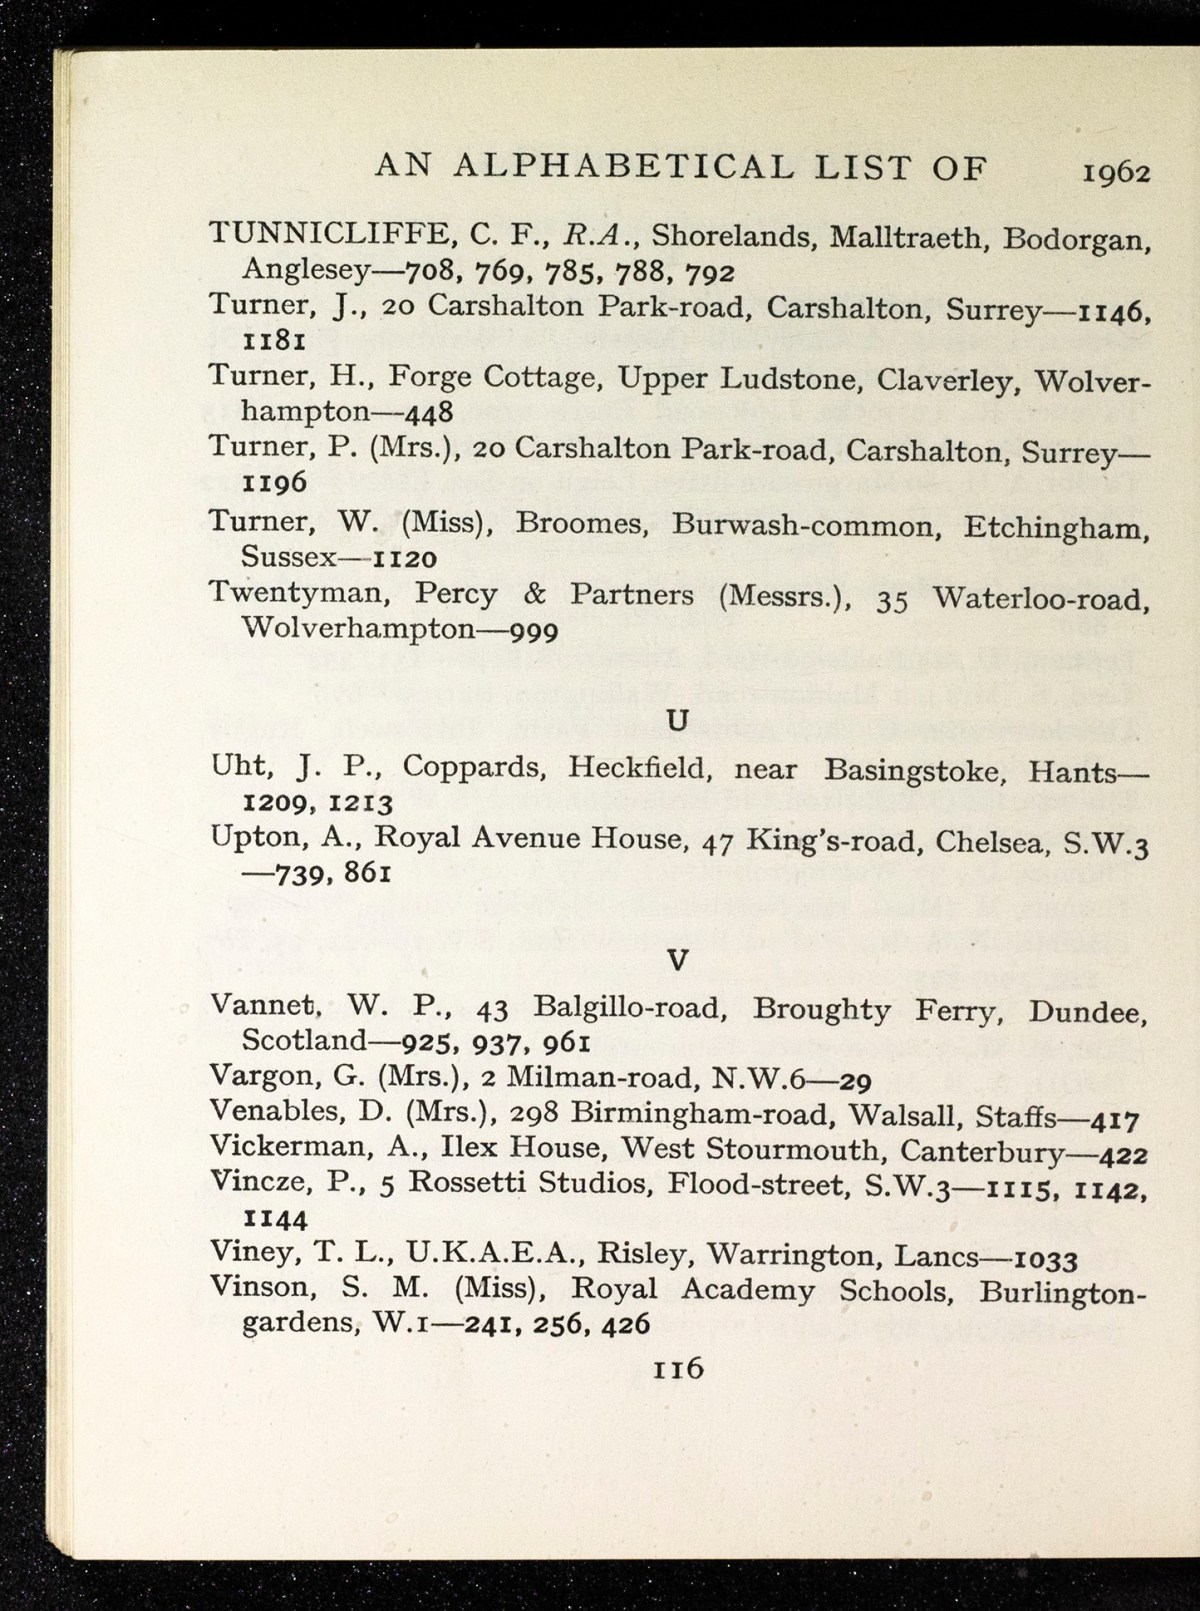 AN ALPHABETICAL LIST OF 1962
TUNNICLIFFE, C. F., R.A., Shorelands, Malltraeth, Bodorgan,
Anglesey—708, 769, 785, 788, 792
Turner, J., 20 Carshalton Park-road, Carshalton, Surrey—1146,
1181
Turner, H., Forge Cottage, Upper Ludstone, Claverley, Wolver-
hampton—448
Turner, P. (Mrs.), 20 Carshalton Park-road, Carshalton, Surrey—
1196
Turner, W. (Miss), Broomes, Burwash-common, Etchingham,
Sussex—1120
Twentyman, Percy & Partners (Messrs.), 35 Waterloo-road,
Wolverhampton—999
U
Uht, J. P., Coppards, Heckfield, near Basingstoke, Hants—
1209, 1213
Upton, A., Royal Avenue House, 47 King's-road, Chelsea, S.W.3
—739, 861
V
Vannet, W. P., 43 Balgillo-road, Broughty Ferry, Dundee,
Scotland—925, 937, 961
Vargon, G. (Mrs.), 2 Milman-road, N.W.6—29
Venables, D. (Mrs.), 298 Birmingham-road, Walsall, Staffs—417
Vickerman, A., Ilex House, West Stourmouth, Canterbury—422
Vincze, P., 5 Rossetti Studios, Flood-street, S.W.3—1115, 1142,
1144
Viney, T. L., U.K.A.E.A., Risley, Warrington, Lancs—1033
Vinson, S. M. (Miss), Royal Academy Schools, Burlington-
gardens, W.1—241, 256, 426
116